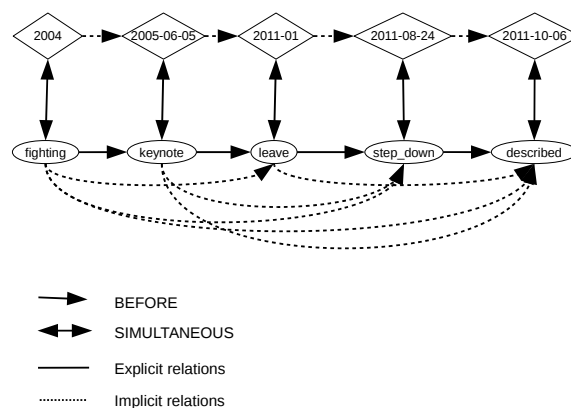 2004 2005-06-05 2011-01 2011-08-24 2011-10-06
fighting keynote leave step_down described
BEFORE
SIMULTANEOUS
Explicit relations
Implicit relations